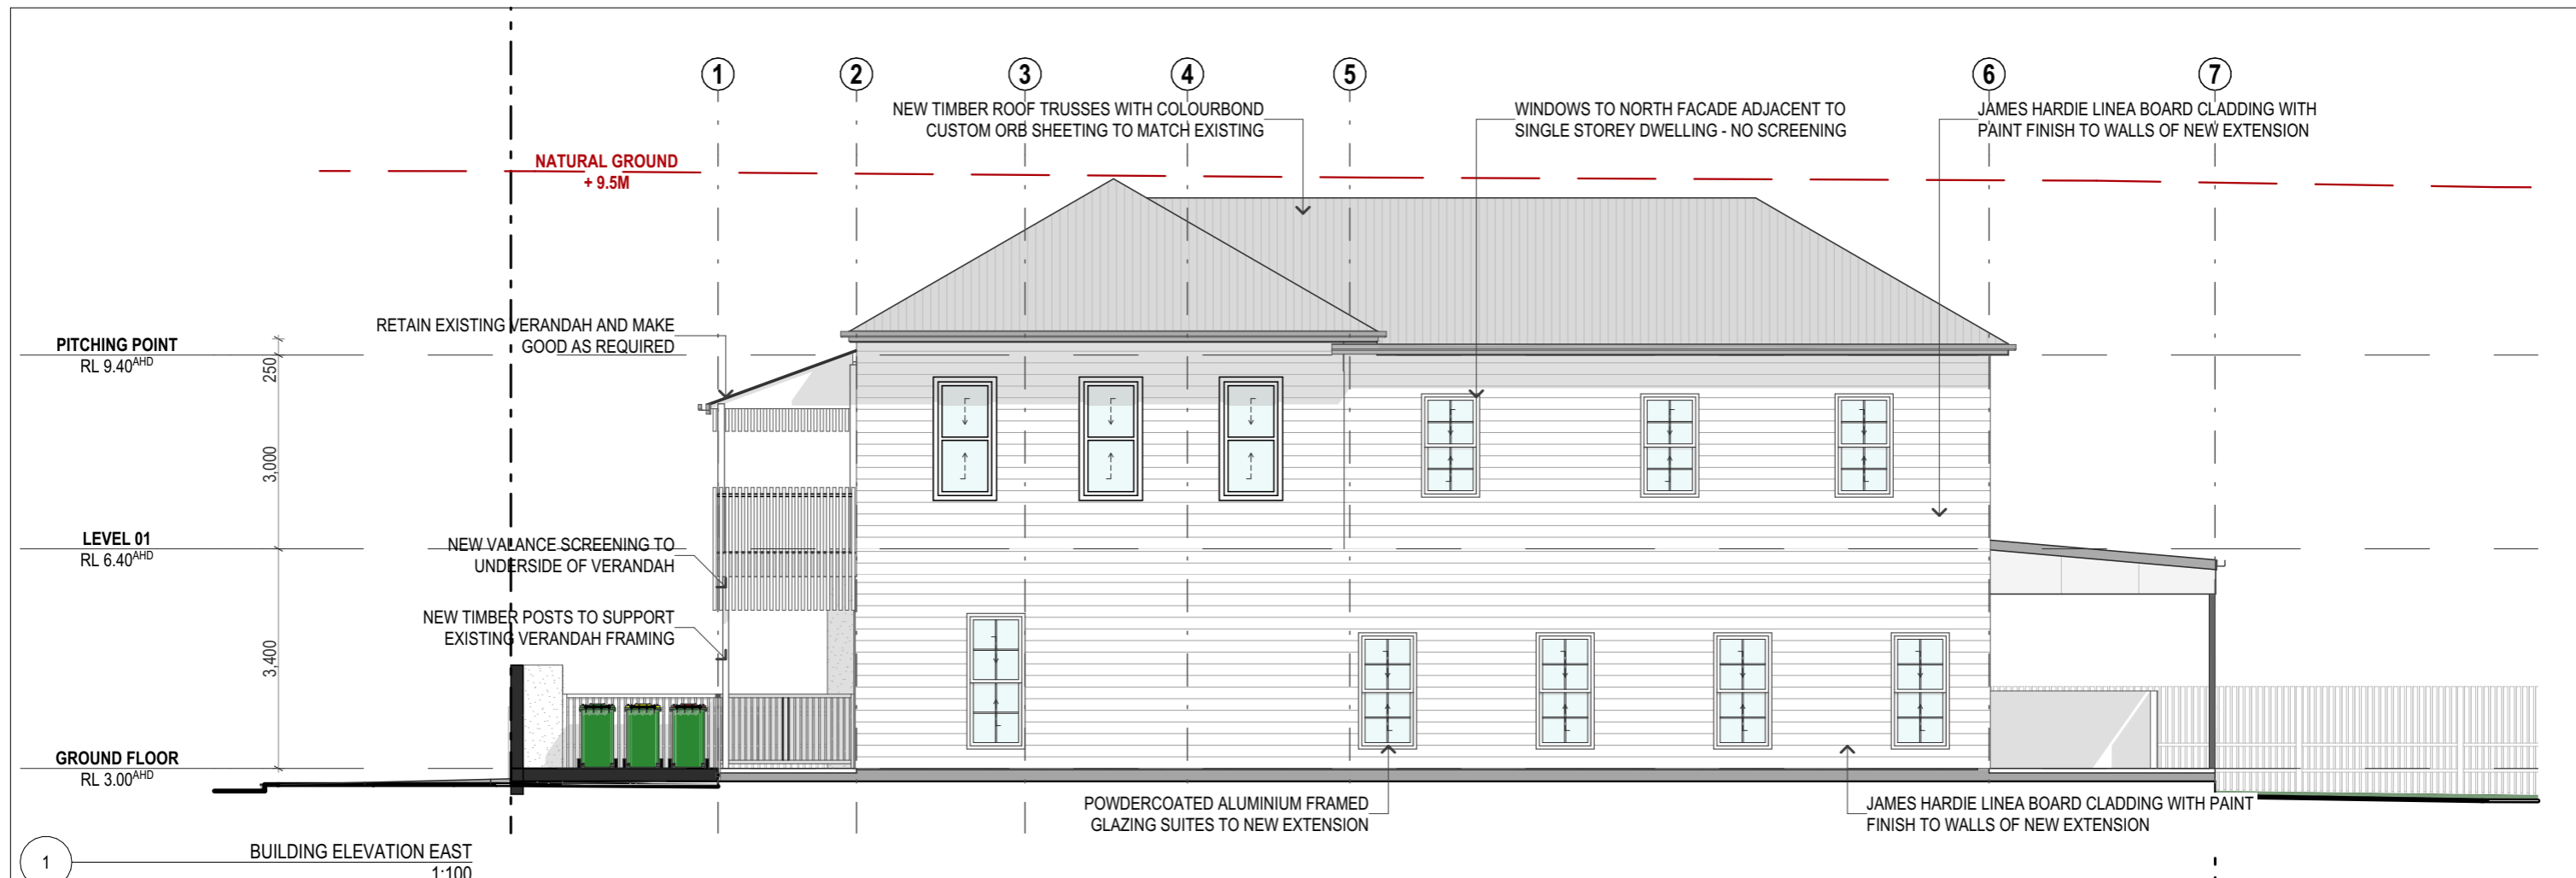 1
2
3
4
5
6
7
NEW TIMBER ROOF TRUSSES WITH COLOURBOND
CUSTOM ORB SHEETING TO MATCH EXISTING
WINDOWS TO NORTH FACADE ADJACENT TO
SINGLE STOREY DWELLING - NO SCREENING
JAMES HARDIE LINEA BOARD CLADDING WITH
PAINT FINISH TO WALLS OF NEW EXTENSION
NATURAL GROUND
+ 9.5M
RETAIN EXISTING VERANDAH AND MAKE
GOOD AS REQUIRED
PITCHING POINT
RL 9.40AHD
250
3,000
LEVEL 01
RL 6.40AHD
NEW VALANCE SCREENING TO
UNDERSIDE OF VERANDAH
NEW TIMBER POSTS TO SUPPORT
EXISTING VERANDAH FRAMING
3,400
GROUND FLOOR
RL 3.00AHD
POWDERCOATED ALUMINIUM FRAMED
GLAZING SUITES TO NEW EXTENSION
JAMES HARDIE LINEA BOARD CLADDING WITH PAINT
FINISH TO WALLS OF NEW EXTENSION
1
BUILDING ELEVATION EAST
1:100